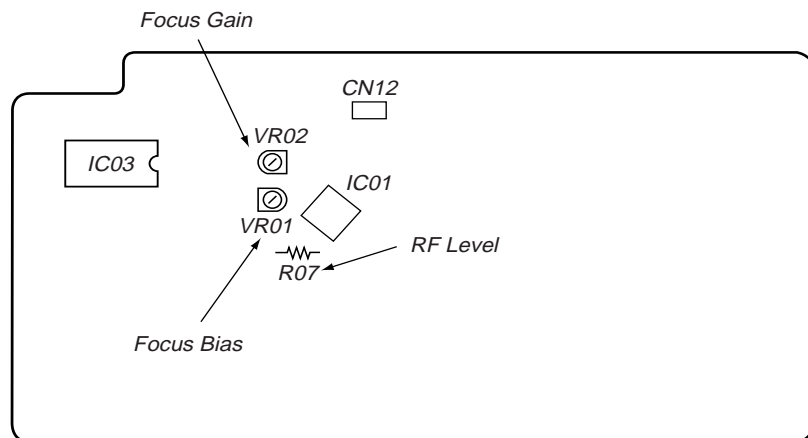 Focus Gain
CN12
VR02
IC03
IC01
VR01
RF Level
R07
Focus Bias